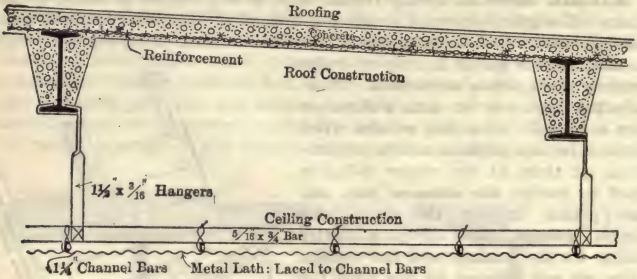 Roofing
Concrete
Reinforcement
Roof Construction
1½" x 3/16" Hangers
Ceiling Construction
5/16 x ¾" Bar
1¼" Channel Bars
Metal Lath: Laced to Channel Bars